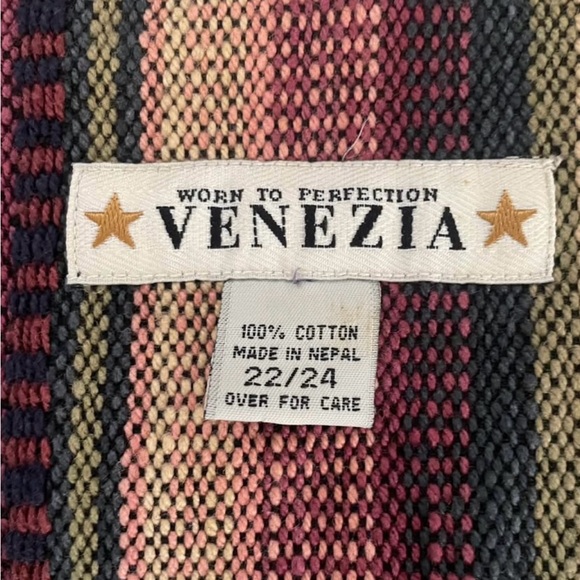 WORN TO PERFECTION
VENEZIA
100% COTTON
MADE IN NEPAL
22/24
OVER FOR CARE